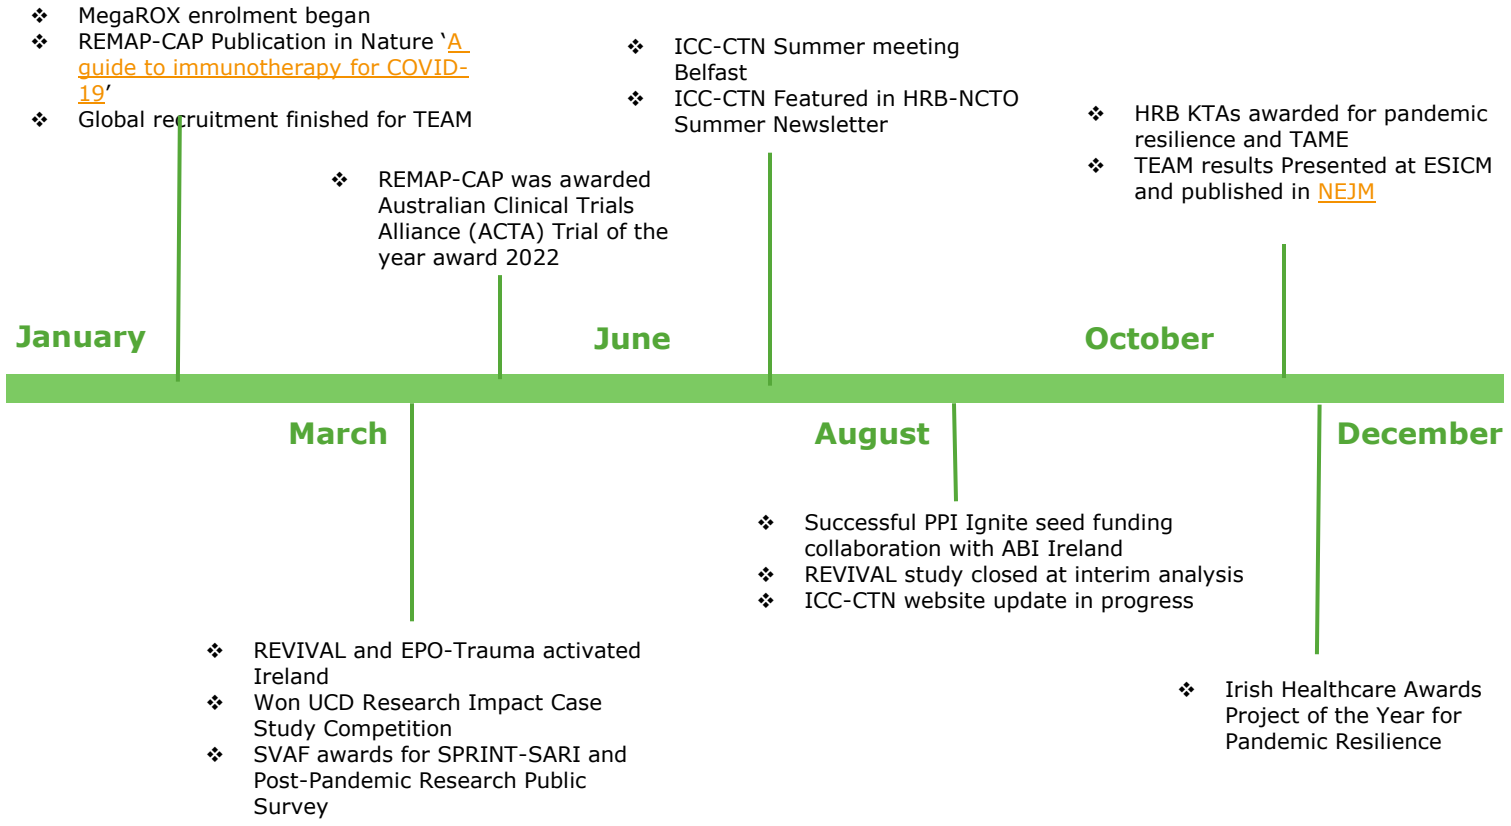 ❖ MegaROX enrolment began
❖ REMAP-CAP Publication in Nature ‘A
guide to immunotherapy for COVID-
19’
❖ Global recruitment finished for TEAM
❖ REMAP-CAP was awarded
Australian Clinical Trials
Alliance (ACTA) Trial of the
year award 2022
❖ ICC-CTN Summer meeting
Belfast
❖ ICC-CTN Featured in HRB-NCTO
Summer Newsletter
❖ HRB KTAs awarded for pandemic
resilience and TAME
❖ TEAM results Presented at ESICM
and published in NEJM
January
June
October
March
August
December
❖ REVIVAL and EPO-Trauma activated
Ireland
❖ Won UCD Research Impact Case
Study Competition
❖ SVAF awards for SPRINT-SARI and
Post-Pandemic Research Public
Survey
❖ Successful PPI Ignite seed funding
collaboration with ABI Ireland
❖ REVIVAL study closed at interim analysis
❖ ICC-CTN website update in progress
❖ Irish Healthcare Awards
Project of the Year for
Pandemic Resilience